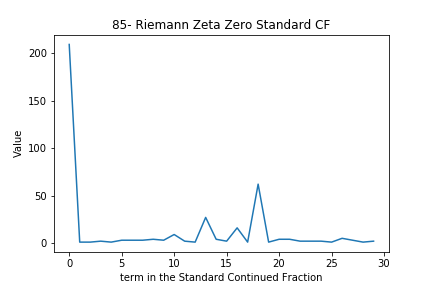 85- Riemann Zeta Zero Standard CF
200
150
100
50
0
Value
0 5 10 15 20 25 30
term in the Standard Continued Fraction